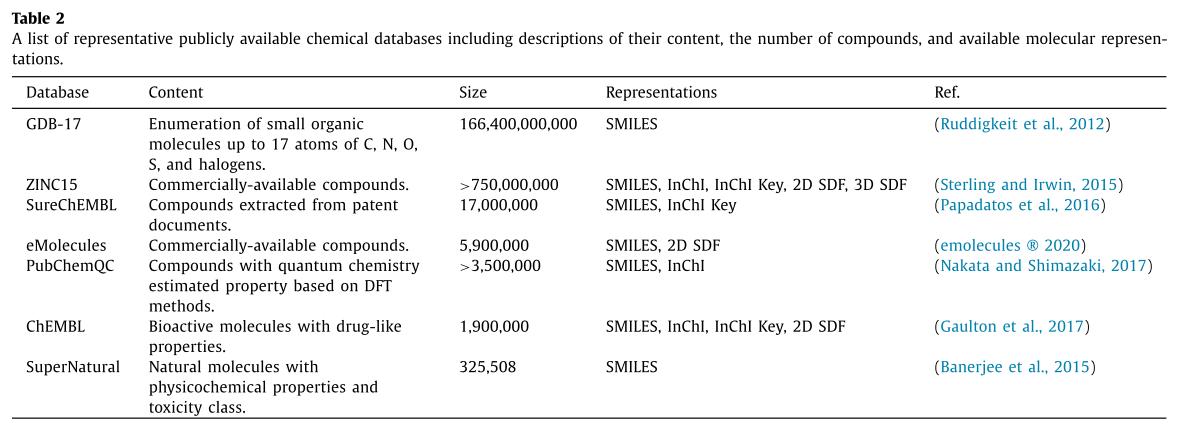 Table 2
A list of representative publicly available chemical databases including descriptions of their content, the number of compounds, and available molecular represen-
tations.
Database Content Size Representations Ref.
GDB-17 Enumeration of small organic 166,400,000,000 SMILES (Ruddigkeit et al., 2012)
molecules up to 17 atoms of C, N, O,
S, and halogens.
ZINC15 Commercially-available compounds. >750,000,000 SMILES, InChI, InChI Key, 2D SDF, 3D SDF (Sterling and Irwin, 2015)
SureChEMBL Compounds extracted from patent 17,000,000 SMILES, InChI Key (Papadatos et al., 2016)
documents.
eMolecules Commercially-available compounds. 5,900,000 SMILES, 2D SDF (emolecules ® 2020)
PubChemQC Compounds with quantum chemistry >3,500,000 SMILES, InChI (Nakata and Shimazaki, 2017)
estimated property based on DFT
methods.
ChEMBL Bioactive molecules with drug-like 1,900,000 SMILES, InChI, InChI Key, 2D SDF (Gaulton et al., 2017)
properties.
SuperNatural Natural molecules with 325,508 SMILES (Banerjee et al., 2015)
physicochemical properties and
toxicity class.